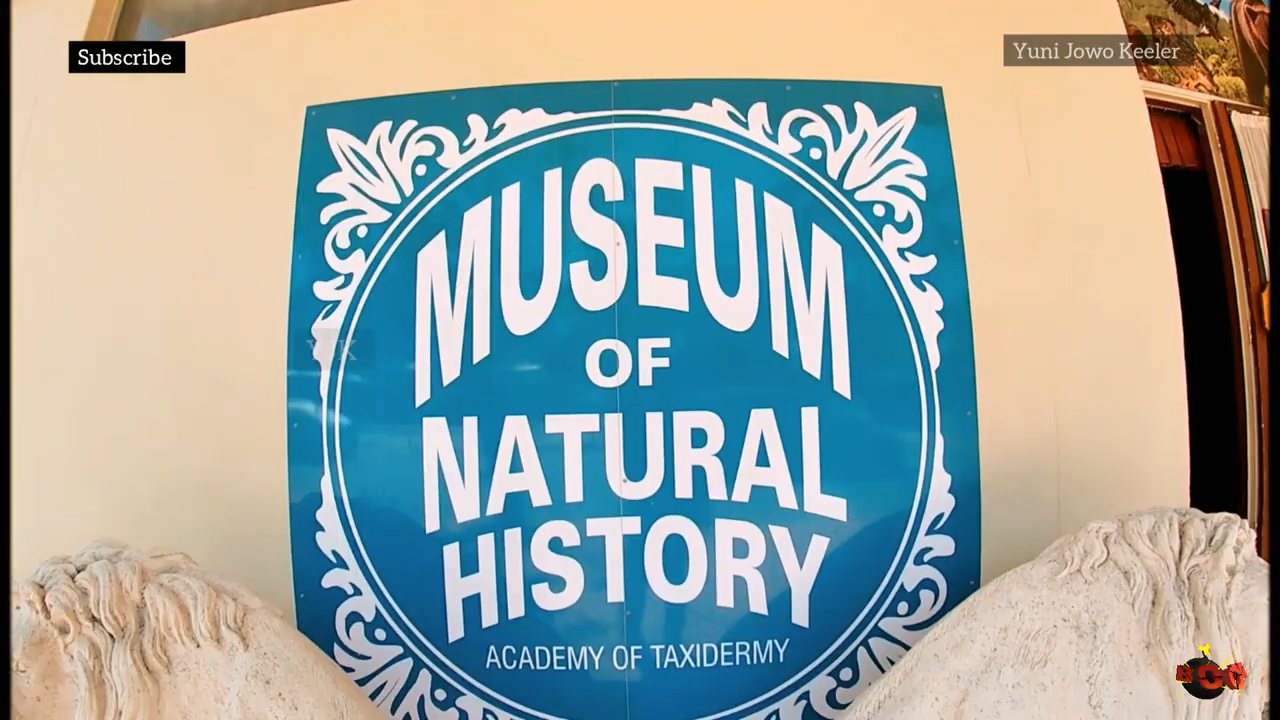 Subscribe
Yuni Jowo Keeler
MUSEUM
OF
NATURAL
HISTORY
ACADEMY OF TAXIDERMY